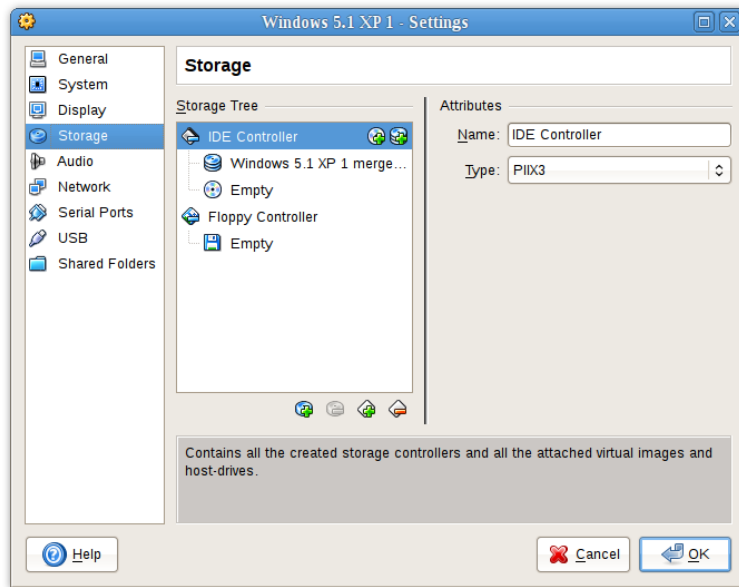 Windows 5.1 XP 1 - Settings
General
System
Display
Storage
Audio
Network
Serial Ports
USB
Shared Folders
Storage
Storage Tree
IDE Controller
Windows 5.1 XP 1 merge...
Empty
Floppy Controller
Empty
Attributes
Name: IDE Controller
Type: PIIX3
Contains all the created storage controllers and all the attached virtual images and
host-drives.
Help
Cancel
OK